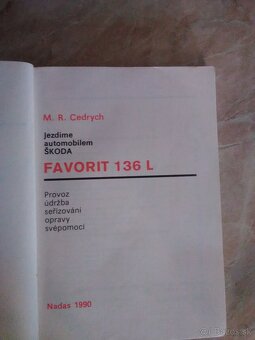 M. R. Cedrych
Jezdíme
automobilem
ŠKODA
FAVORIT 136 L
Provoz
údržba
seřizování
opravy
svépomocí
Nadas 1990